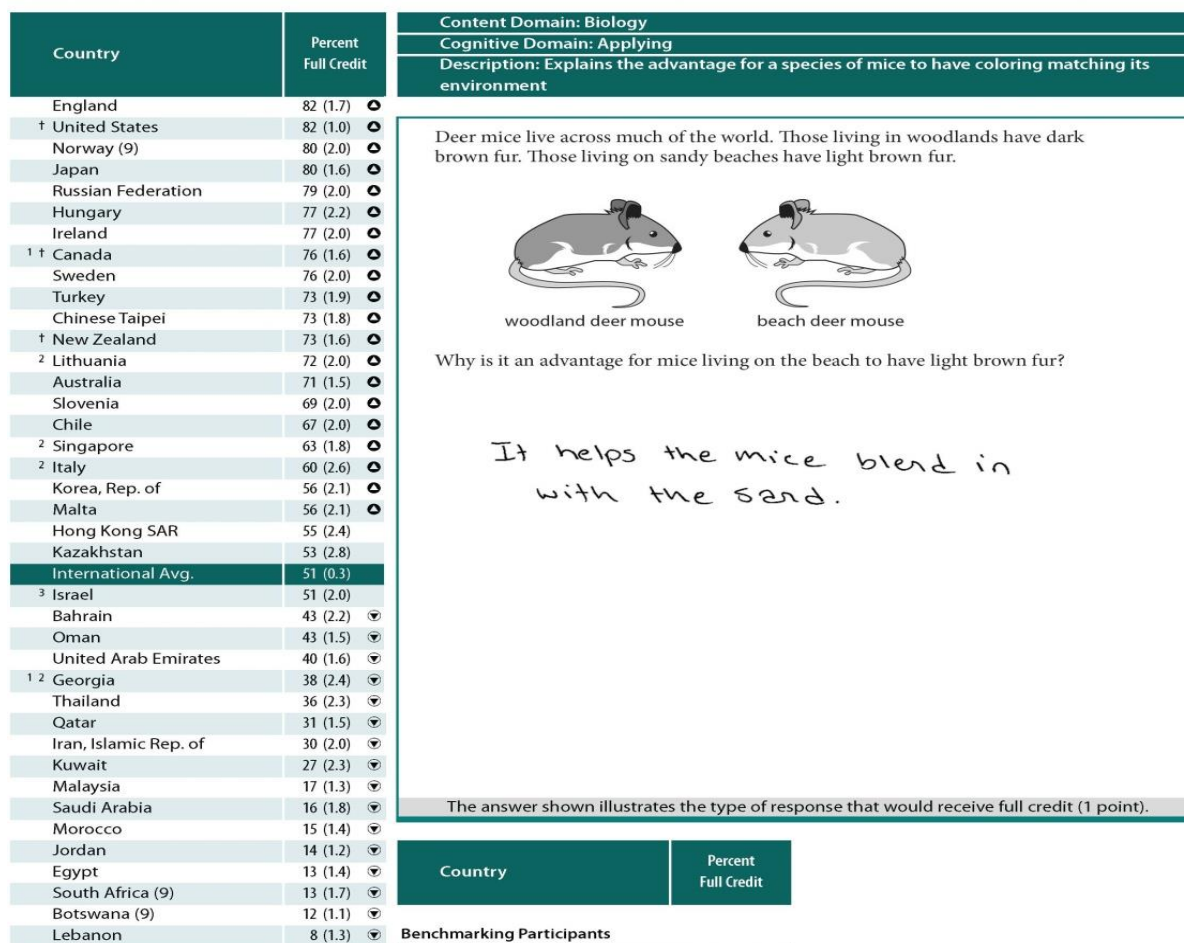 Country Percent Full Credit
England 82 (1.7)
† United States 82 (1.0)
Norway (9) 80 (2.0)
Japan 80 (1.6)
Russian Federation 79 (2.0)
Hungary 77 (2.2)
Ireland 77 (2.0)
1 † Canada 76 (1.6)
Sweden 76 (2.0)
Turkey 73 (1.9)
Chinese Taipei 73 (1.8)
† New Zealand 73 (1.6)
2 Lithuania 72 (2.0)
Australia 71 (1.5)
Slovenia 69 (2.0)
Chile 67 (2.0)
2 Singapore 63 (1.8)
2 Italy 60 (2.6)
Korea, Rep. of 56 (2.1)
Malta 56 (2.1)
Hong Kong SAR 55 (2.4)
Kazakhstan 53 (2.8)
International Avg. 51 (0.3)
3 Israel 51 (2.0)
Bahrain 43 (2.2)
Oman 43 (1.5)
United Arab Emirates 40 (1.6)
1 2 Georgia 38 (2.4)
Thailand 36 (2.3)
Qatar 31 (1.5)
Iran, Islamic Rep. of 30 (2.0)
Kuwait 27 (2.3)
Malaysia 17 (1.3)
Saudi Arabia 16 (1.8)
Morocco 15 (1.4)
Jordan 14 (1.2)
Egypt 13 (1.4)
South Africa (9) 13 (1.7)
Botswana (9) 12 (1.1)
Lebanon 8 (1.3)
Content Domain: Biology
Cognitive Domain: Applying
Description: Explains the advantage for a species of mice to have coloring matching its
environment
Deer mice live across much of the world. Those living in woodlands have dark
brown fur. Those living on sandy beaches have light brown fur.
woodland deer mouse beach deer mouse
Why is it an advantage for mice living on the beach to have light brown fur?
It helps the mice blend in
with the sand.
The answer shown illustrates the type of response that would receive full credit (1 point).
Country Percent Full Credit
Benchmarking Participants